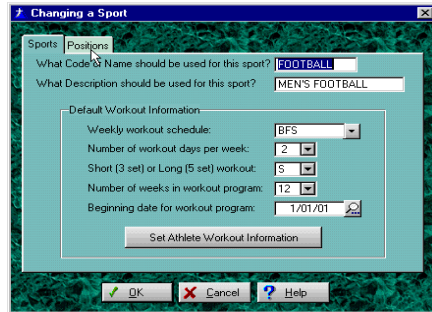 Changing a Sport
Sports Positions
What Code or Name should be used for this sport? FOOTBALL
What Description should be used for this sport? MEN'S FOOTBALL
Default Workout Information
Weekly workout schedule: BFS
Number of workout days per week: 2
Short (3 set) or Long (5 set) workout: S
Number of weeks in workout program: 12
Beginning date for workout program: 1/01/01
Set Athlete Workout Information
OK Cancel ? Help